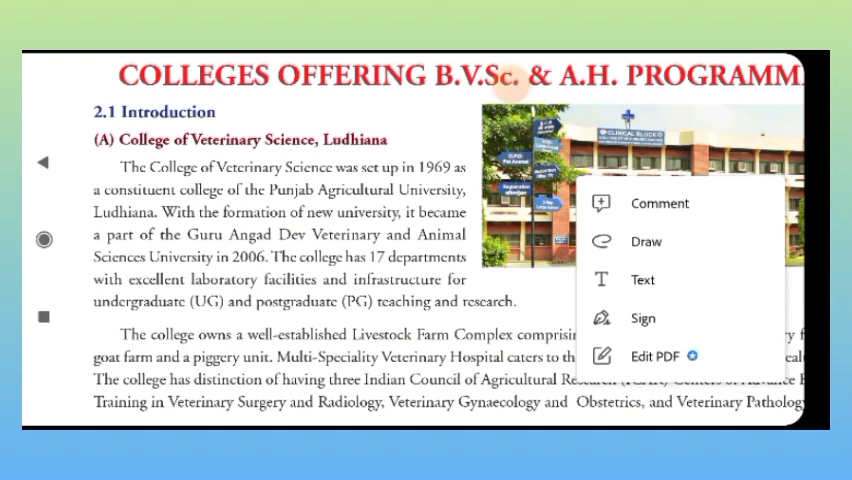 COLLEGES OFFERING B.V.Sc. & A.H. PROGRAMM
2.1 Introduction
(A) College of Veterinary Science, Ludhiana
The College of Veterinary Science was set up in 1969 as
a constituent college of the Punjab Agricultural University,
Ludhiana. With the formation of new university, it became
a part of the Guru Angad Dev Veterinary and Animal
Sciences University in 2006. The college has 17 departments
with excellent laboratory facilities and infrastructure for
undergraduate (UG) and postgraduate (PG) teaching and research.
CLINICAL BLOCK
Comment
Draw
Text
Sign
Edit PDF
The college owns a well-established Livestock Farm Complex
goat farm and a piggery unit. Multi-Speciality Veterinary Hospital caters to
The college has distinction of having three Indian Council of Agricultural Research
Training in Veterinary Surgery and Radiology, Veterinary Gynaecology and Obstetrics, and Veterinary Pathology